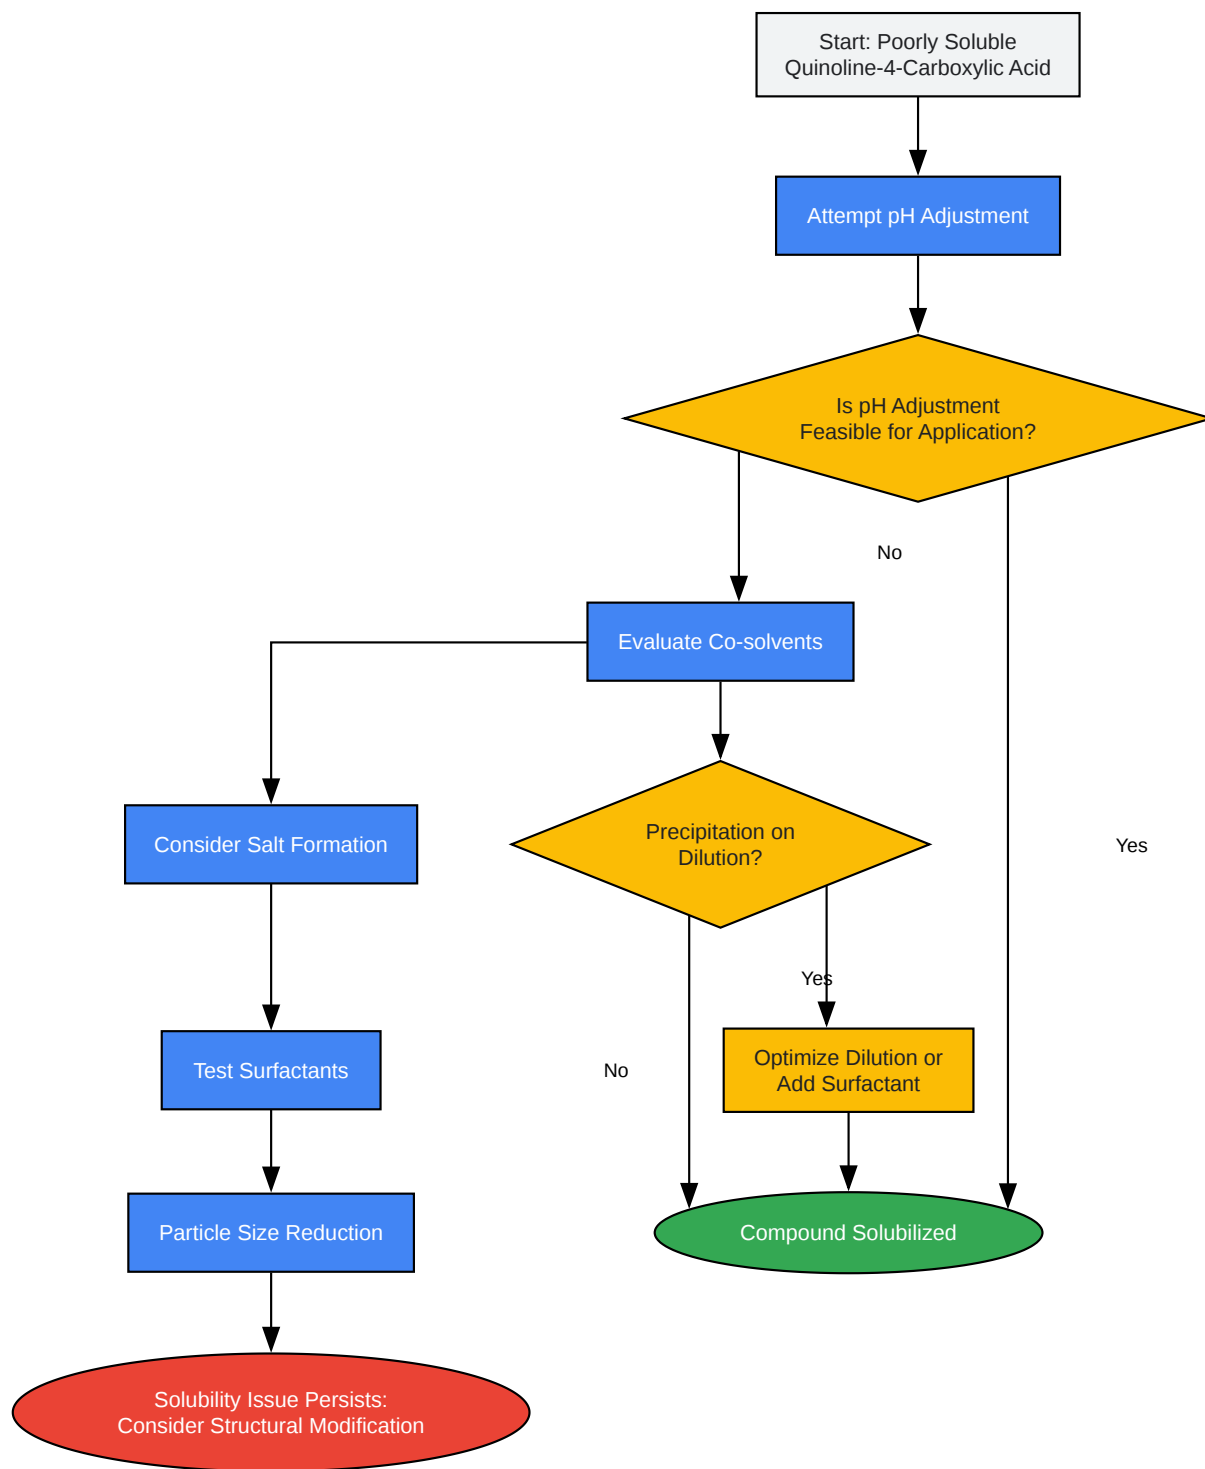 Start: Poorly Soluble
Quinoline-4-Carboxylic Acid
Attempt pH Adjustment
Is pH Adjustment
Feasible for Application?
No
Evaluate Co-solvents
Consider Salt Formation
Precipitation on
Dilution?
Yes
Yes
No
Test Surfactants
Optimize Dilution or
Add Surfactant
Particle Size Reduction
Compound Solubilized
Solubility Issue Persists:
Consider Structural Modification